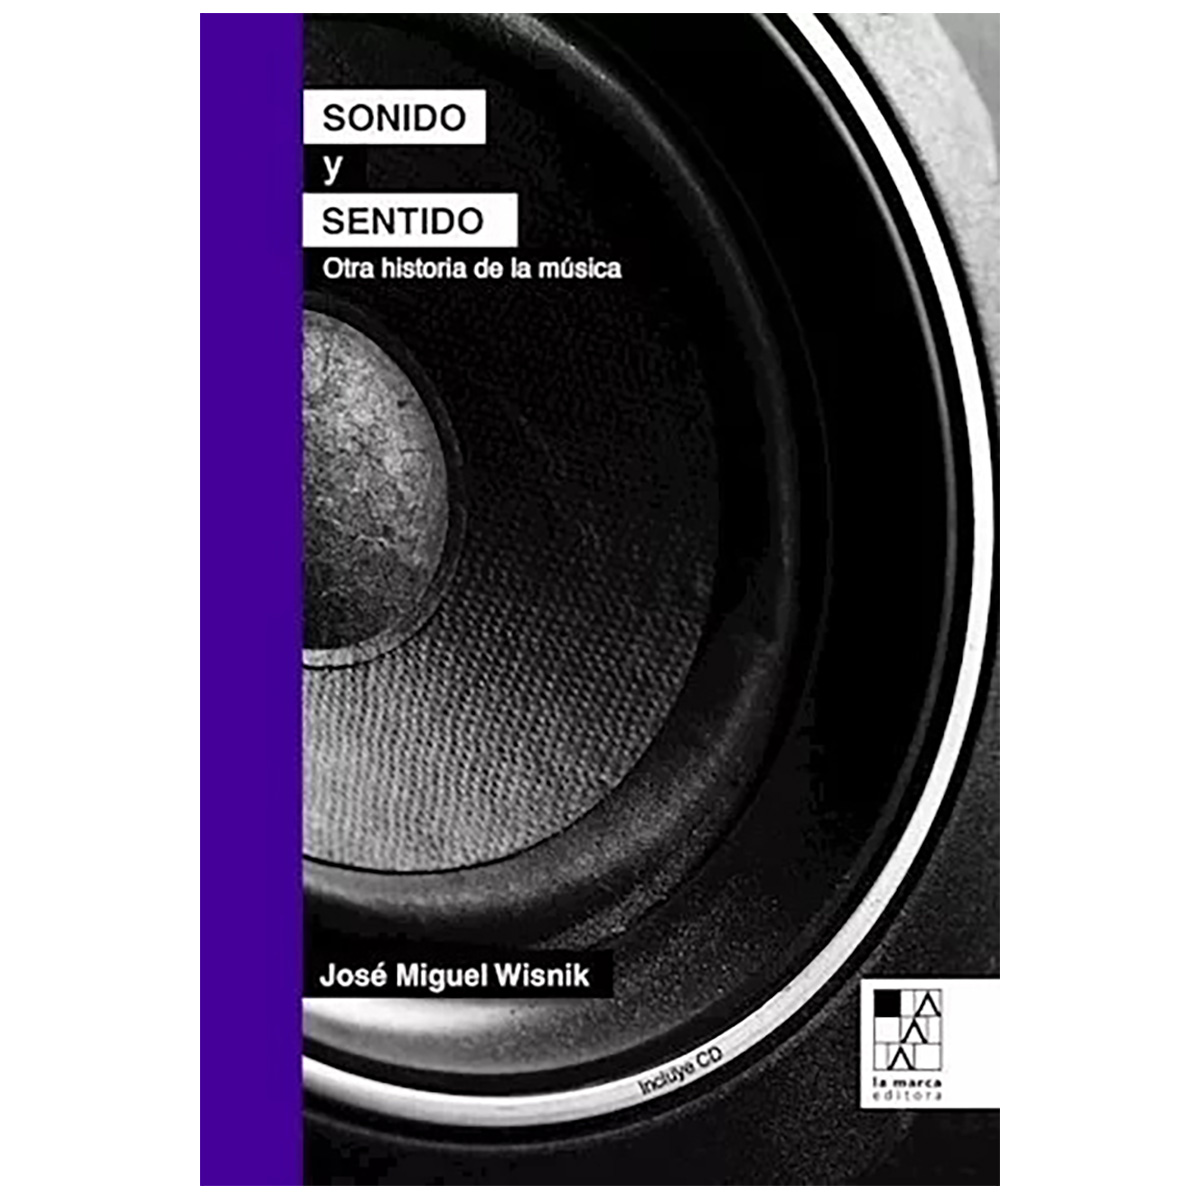 SONIDO
y
SENTIDO
Otra historia de la música
José Miguel Wisnik
Incluye CD
la marca
editora